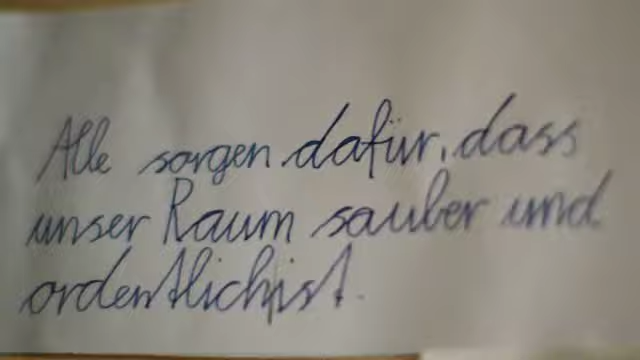 Alle sorgen dafür, dass
unser Raum sauber und
ordentlich ist.